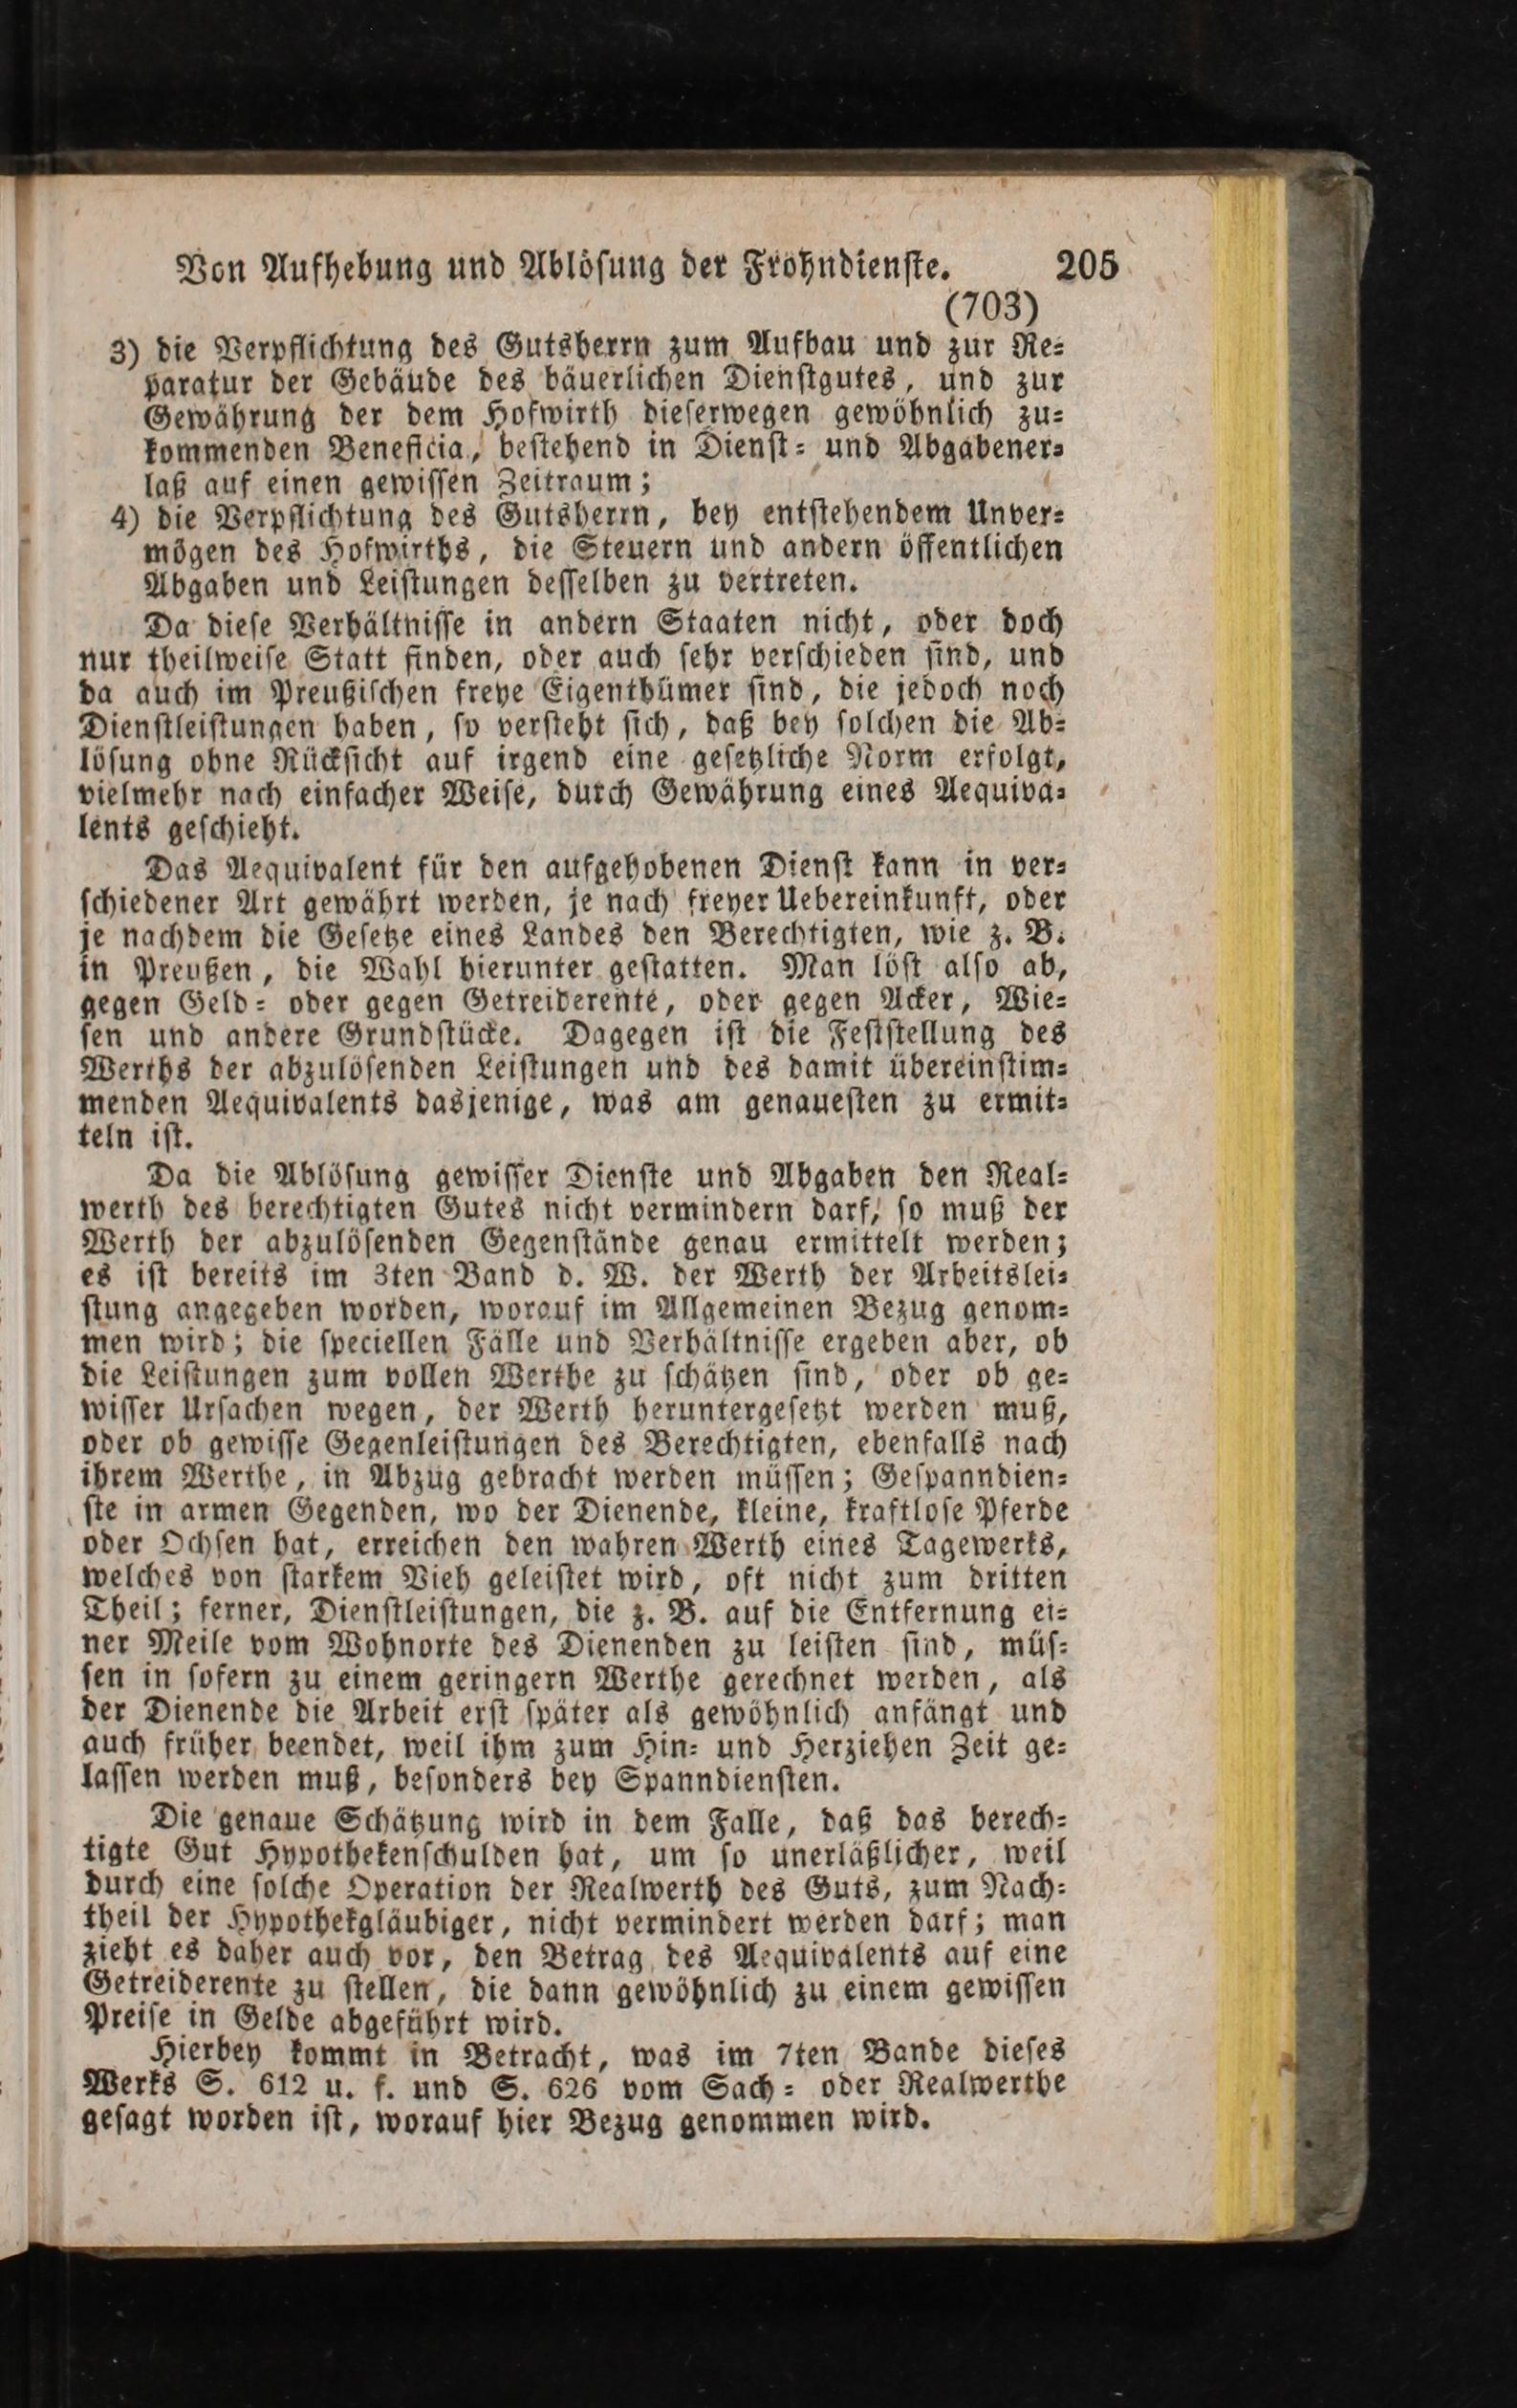 Von Aufhebung und Ablöſung der Frohndienſte. 205
(703)
3) die Verpflichtung des Gutsherrn zum Aufbau und zur Re⸗
paratur der Gebäude des bäuerlichen Dienſtgutes, und zur
Gewährung der dem Hofwirth dieſerwegen gewöhnlich zu⸗
kommenden Beneficia, beſtehend in Dienſt⸗ und Abgabener⸗
laß auf einen gewiſſen Zeitraum;
4) die Verpflichtung des Gutsherrn, bey entſtehendem Unver⸗
mögen des Hofwirths, die Steuern und andern öffentlichen
Abgaben und Leiſtungen deſſelben zu vertreten.
Da dieſe Verhältniſſe in andern Staaten nicht, oder doch
nur theilweiſe Statt finden, oder auch ſehr verſchieden ſind, und
da auch im Preußiſchen freye Eigenthümer ſind, die jedoch noch
Dienſtleiſtungen haben, ſo verſteht ſich, daß bey ſolchen die Ab⸗
löſung ohne Rückſicht auf irgend eine geſetzliche Norm erfolgt,
vielmehr nach einfacher Weiſe, durch Gewährung eines Aequiva⸗
lents geſchieht.
Das Aequivalent für den aufgehobenen Dienſt kann in ver⸗
ſchiedener Art gewährt werden, je nach freyer Uebereinkunft, oder
je nachdem die Geſetze eines Landes den Berechtigten, wie z. B.
in Preußen, die Wahl hierunter geſtatten. Man löſt alſo ab,
gegen Geld⸗ oder gegen Getreiderente, oder gegen Acker, Wie⸗
ſen und andere Grundſtücke. Dagegen iſt die Feſtſtellung des
Werths der abzulöſenden Leiſtungen und des damit übereinſtim⸗
menden Aequivalents dasjenige, was am genaueſten zu ermit⸗
teln iſt.
Da die Ablöſung gewiſſer Dienſte und Abgaben den Real⸗
werth des berechtigten Gutes nicht vermindern darf, ſo muß der
Werth der abzulöſenden Gegenſtände genau ermittelt werden;
es iſt bereits im 3ten Band d. W. der Werth der Arbeitslei⸗
ſtung angegeben worden, worauf im Allgemeinen Bezug genom⸗
men wird; die ſpeciellen Fälle und Verhältniſſe ergeben aber, ob
die Leiſtungen zum vollen Werthe zu ſchätzen ſind, oder ob ge⸗
wiſſer Urſachen wegen, der Werth heruntergeſetzt werden muß,
oder ob gewiſſe Gegenleiſtungen des Berechtigten, ebenfalls nach
ihrem Werthe, in Abzug gebracht werden müſſen; Geſpanndien⸗
ſte in armen Gegenden, wo der Dienende, kleine, kraftloſe Pferde
oder Ochſen hat, erreichen den wahren Werth eines Tagewerks,
welches von ſtarkem Vieh geleiſtet wird, oft nicht zum dritten
Theil; ferner, Dienſtleiſtungen, die z. B. auf die Entfernung ei⸗
ner Meile vom Wohnorte des Dienenden zu leiſten ſind, müſ⸗
ſen in ſofern zu einem geringern Werthe gerechnet werden, als
der Dienende die Arbeit erſt ſpäter als gewöhnlich anfängt und
auch früher beendet, weil ihm zum Hin⸗ und Herziehen Zeit ge⸗
laſſen werden muß, beſonders bey Spanndienſten.
Die genaue Schätzung wird in dem Falle, daß das berech⸗
tigte Gut Hypothekenſchulden hat, um ſo unerläßlicher, weil
durch eine ſolche Operation der Realwerth des Guts, zum Nach⸗
theil der Hypothekgläubiger, nicht vermindert werden darf; man
zieht es daher auch vor, den Betrag des Aequivalents auf eine
Getreiderente zu ſtellen, die dann gewöhnlich zu einem gewiſſen
Preiſe in Gelde abgeführt wird.
Hierbey kommt in Betracht, was im 7ten Bande dieſes
Werks S. 612 u. f. und S. 626 vom Sach⸗ oder Realwerthe
geſagt worden iſt, worauf hier Bezug genommen wird.